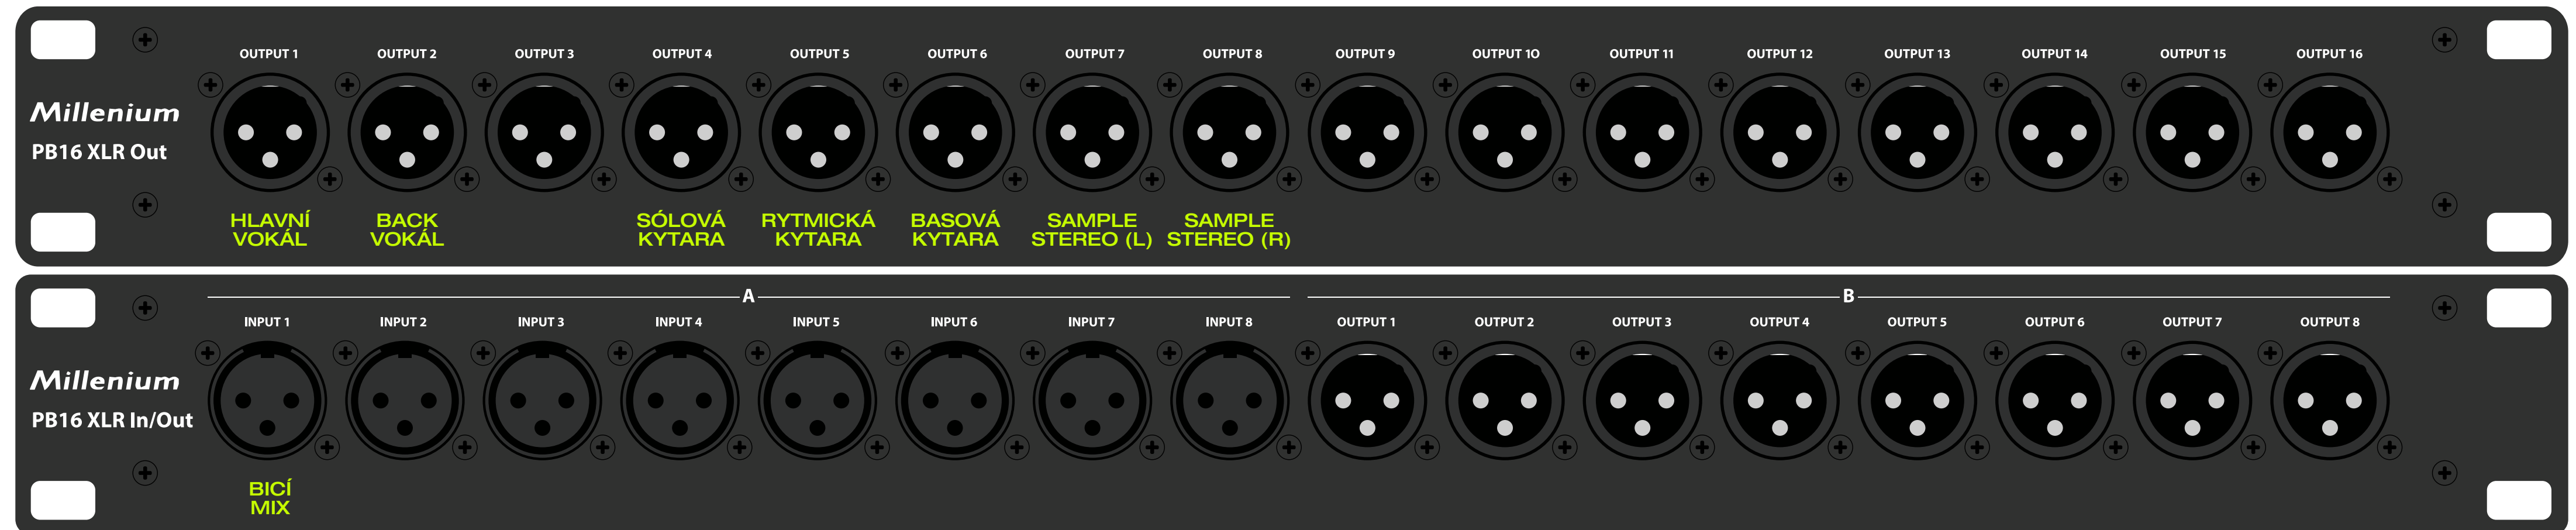 OUTPUT 1 OUTPUT 2 OUTPUT 3 OUTPUT 4 OUTPUT 5 OUTPUT 6 OUTPUT 7 OUTPUT 8 OUTPUT 9 OUTPUT 10 OUTPUT 11 OUTPUT 12 OUTPUT 13 OUTPUT 14 OUTPUT 15 OUTPUT 16
Millenium
PB16 XLR Out
HLAVNÍ BACK SÓLOVÁ RYTMICKÁ BASOVÁ SAMPLE SAMPLE
VOKÁL VOKÁL KYTARA KYTARA KYTARA STEREO (L) STEREO (R)
A B
INPUT 1 INPUT 2 INPUT 3 INPUT 4 INPUT 5 INPUT 6 INPUT 7 INPUT 8 OUTPUT 1 OUTPUT 2 OUTPUT 3 OUTPUT 4 OUTPUT 5 OUTPUT 6 OUTPUT 7 OUTPUT 8
Millenium
PB16 XLR In/Out
BICÍ
MIX